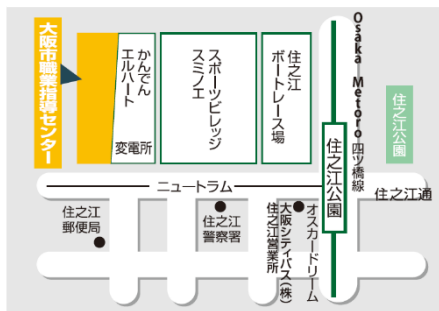 大阪市職業指導センター
かんでん
エルハート
変電所
スポーツビレッジ
スミノエ
住之江
ボートレース場
Osaka Metoro 四ツ橋線
住之江公園
住之江公園
ニュートラム
住之江通
住之江
郵便局
住之江
警察署
大阪シティバス(株)
住之江営業所
オスカードリーム